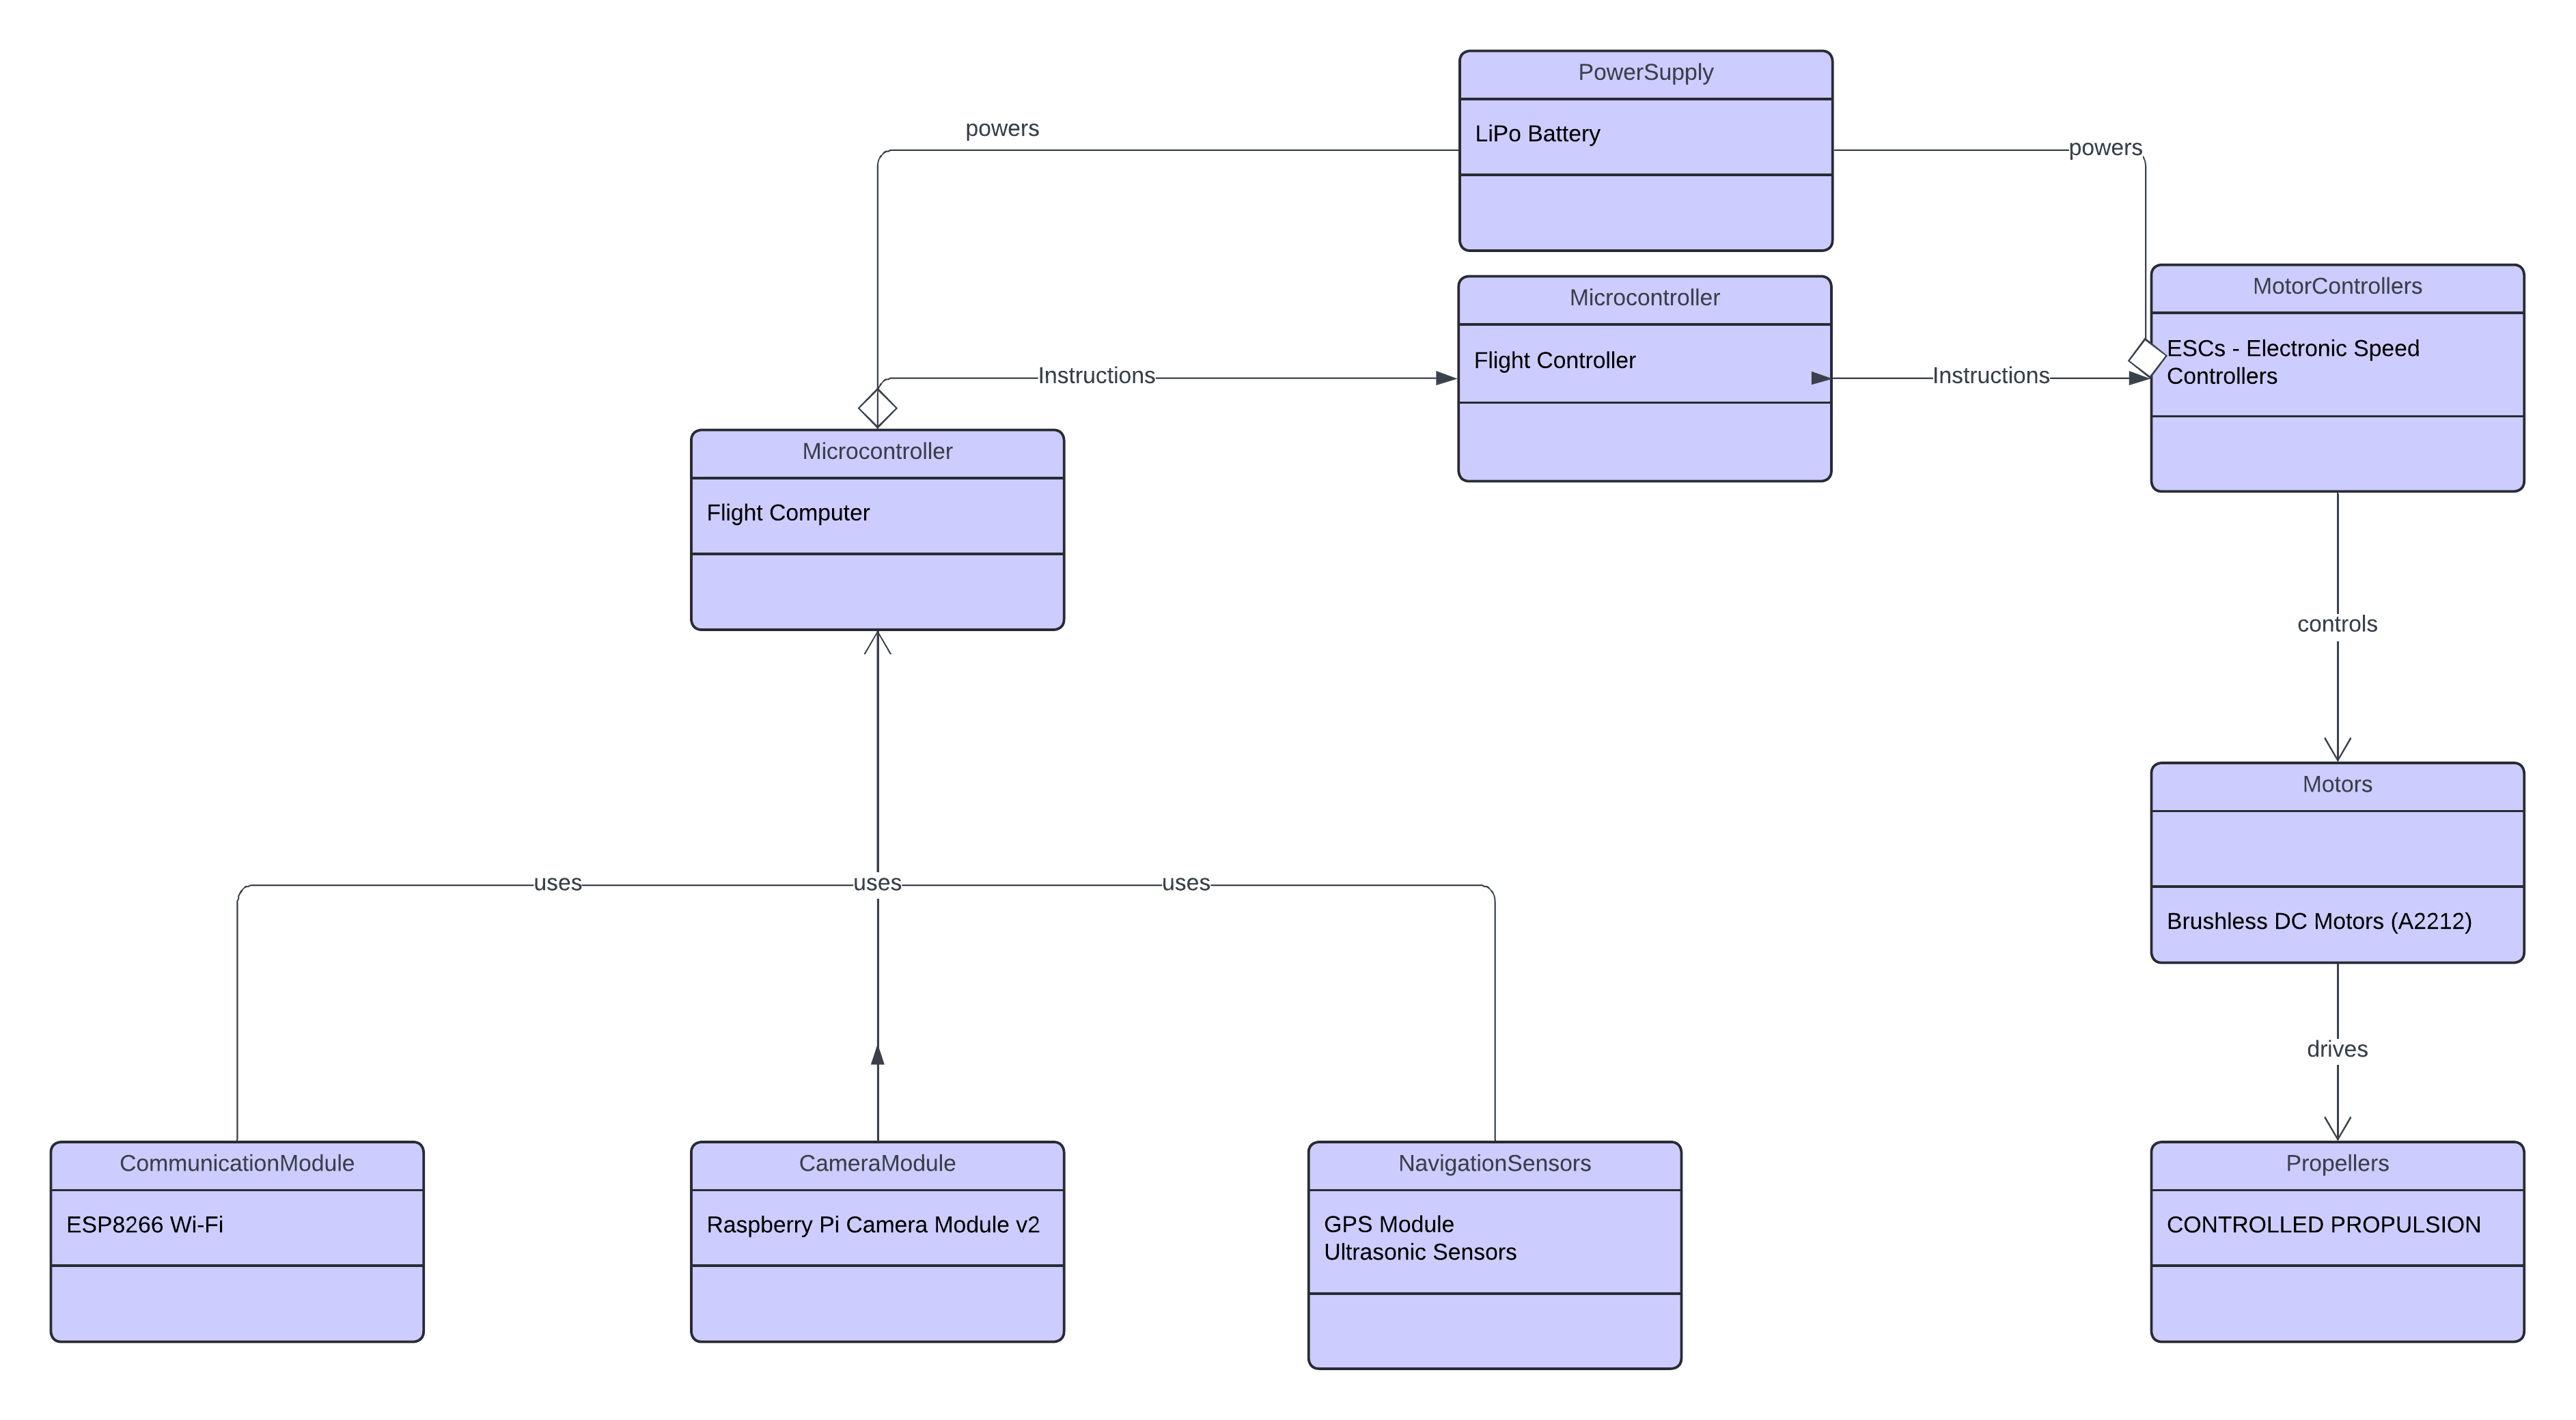 PowerSupply
LiPo Battery
powers
powers
Microcontroller
Flight Controller
MotorControllers
ESCs - Electronic Speed
Controllers
Instructions
Instructions
Microcontroller
Flight Computer
controls
Motors
Brushless DC Motors (A2212)
uses
uses
uses
drives
CommunicationModule
ESP8266 Wi-Fi
CameraModule
Raspberry Pi Camera Module v2
NavigationSensors
GPS Module
Ultrasonic Sensors
Propellers
CONTROLLED PROPULSION